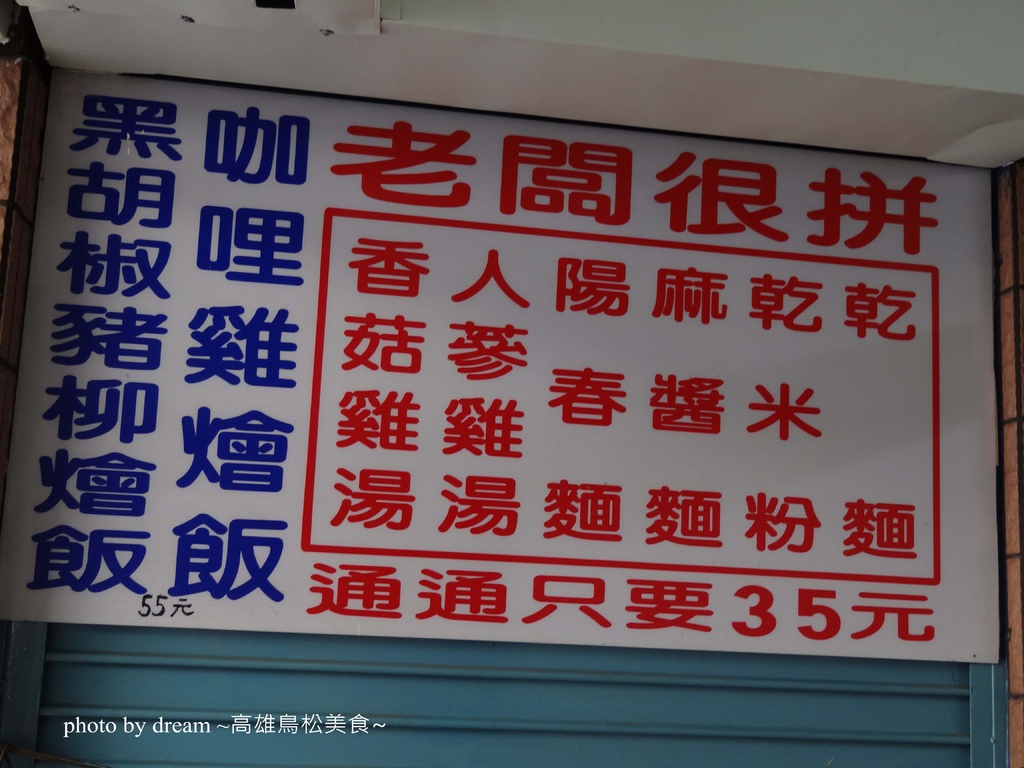 老闆很拼
乾麵
乾米粉
麻醬麵
陽春麵
人蔘雞湯
香菇雞湯
通通只要35元
咖哩雞燴飯
黑胡椒豬柳燴飯
55元
photo by dream ~高雄鳥松美食~